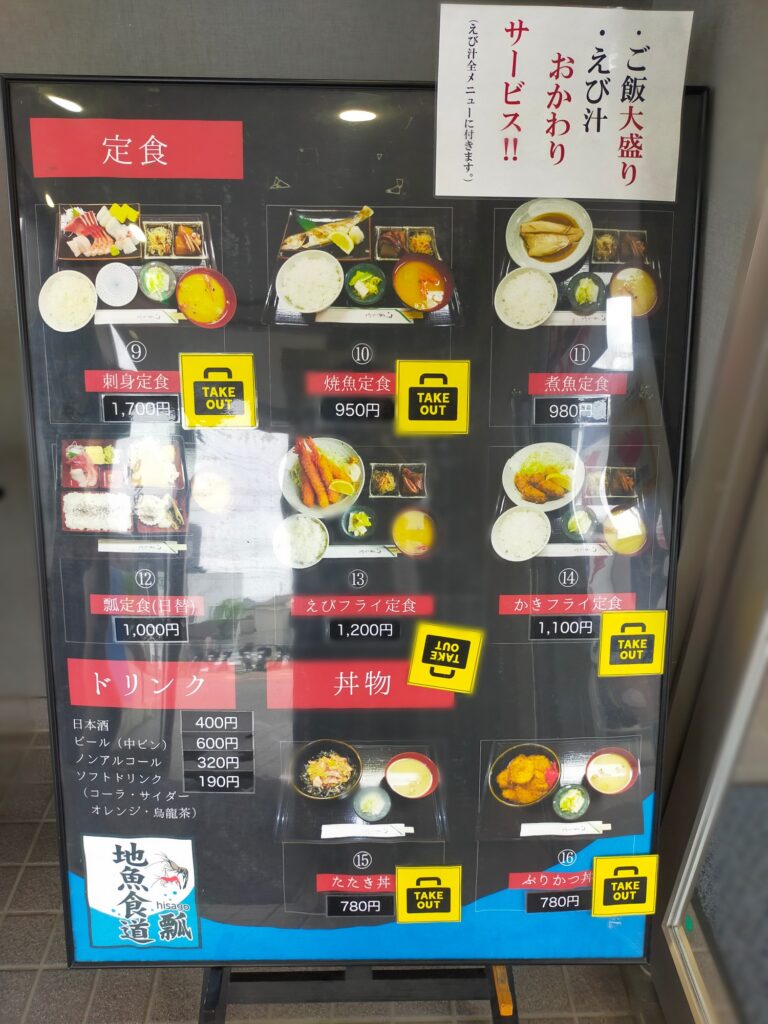 ・ご飯大盛り
・えび汁
おかわり
サービス!!
(えび汁全メニューに付きます。)
定食
⑨
刺身定食
1,700円
TAKE
OUT
⑩
焼魚定食
950円
TAKE
OUT
⑪
煮魚定食
980円
⑫
瓢定食(日替)
1,000円
⑬
えびフライ定食
1,200円
TAKE
OUT
⑭
かきフライ定食
1,100円
TAKE
OUT
ドリンク
日本酒 400円
ビール(中ビン) 600円
ノンアルコール 320円
ソフトドリンク 190円
(コーラ・サイダー
オレンジ・烏龍茶)
丼物
⑮
たたき丼
780円
TAKE
OUT
⑯
ぶりかつ丼
780円
TAKE
OUT
地魚食道
hisago
瓢